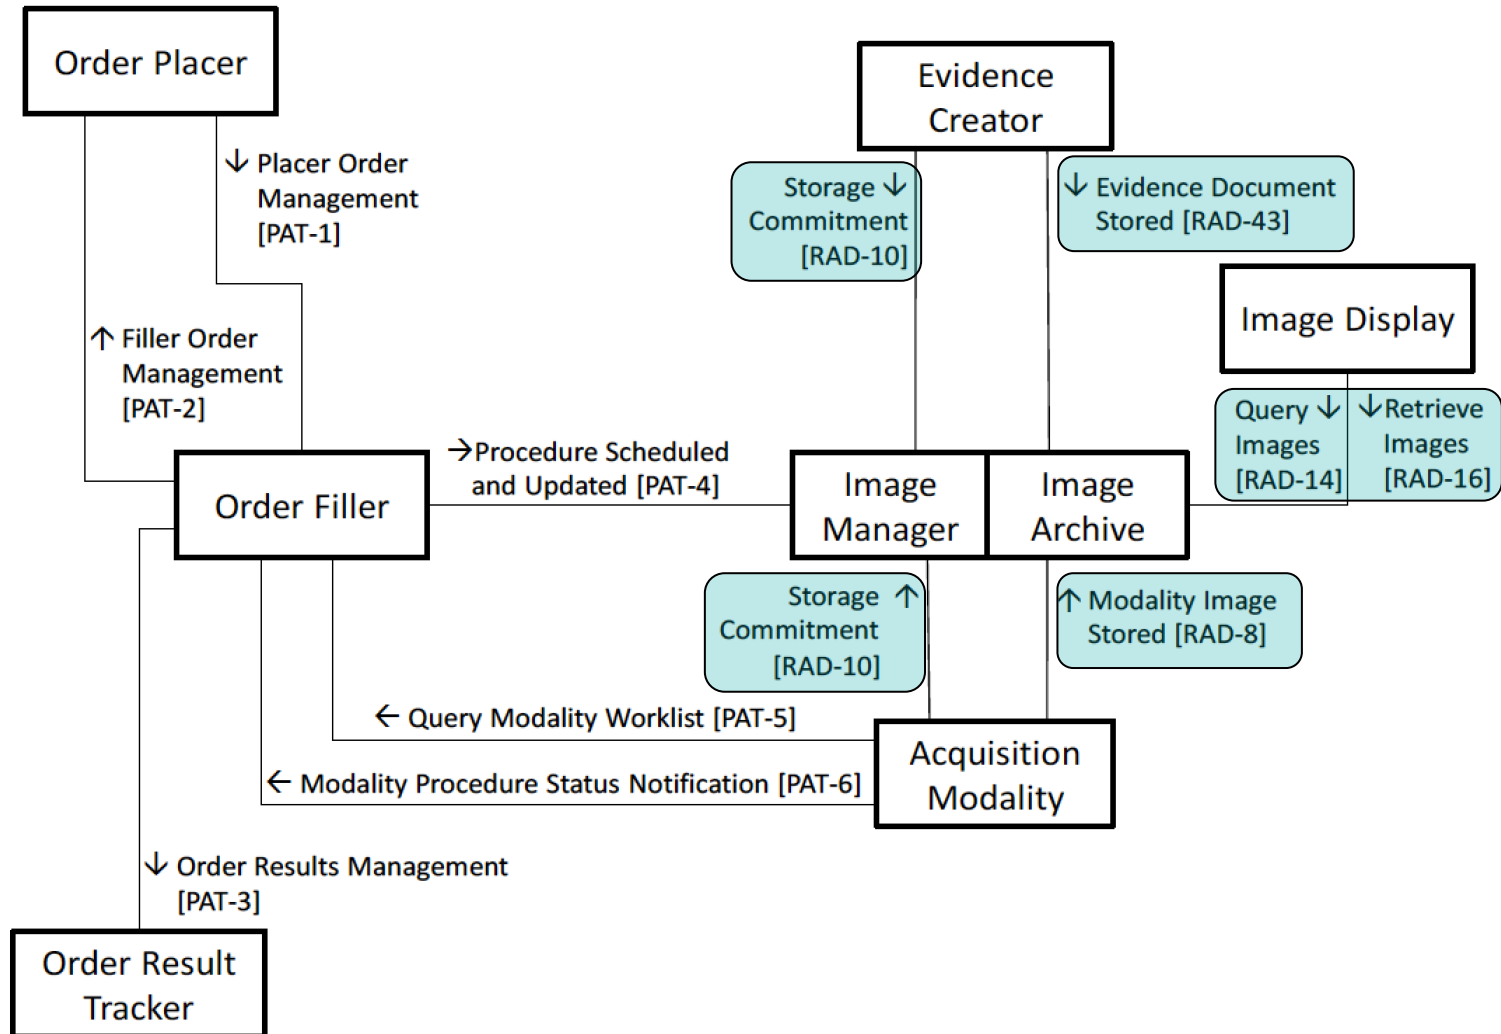 Order Placer
Evidence
Creator
↓ Placer Order
Management
[PAT-1]
Storage ↓
Commitment
[RAD-10]
↓ Evidence Document
Stored [RAD-43]
Image Display
↑ Filler Order
Management
[PAT-2]
Query ↓
Images
[RAD-14]
↓Retrieve
Images
[RAD-16]
→Procedure Scheduled
and Updated [PAT-4]
Order Filler
Image
Manager
Image
Archive
Storage ↑
Commitment
[RAD-10]
↑ Modality Image
Stored [RAD-8]
← Query Modality Worklist [PAT-5]
← Modality Procedure Status Notification [PAT-6]
Acquisition
Modality
↓ Order Results Management
[PAT-3]
Order Result
Tracker